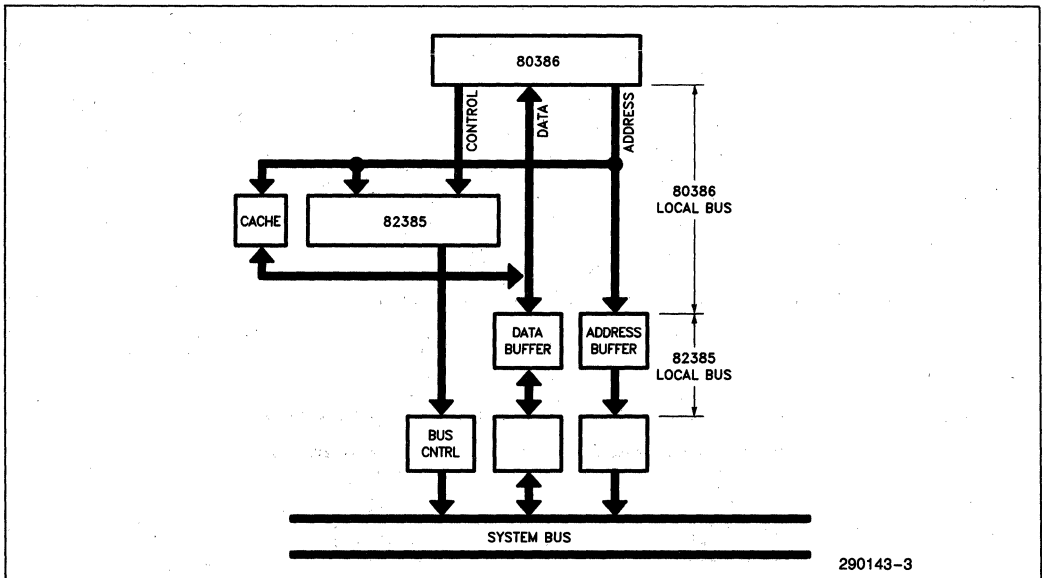 80386
CONTROL
DATA
ADDRESS
80386
LOCAL BUS
CACHE
82385
DATA
BUFFER
ADDRESS
BUFFER
82385
LOCAL BUS
BUS
CNTRL
SYSTEM BUS
290143-3